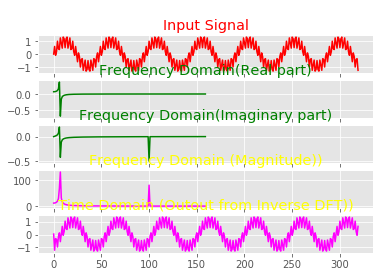 Input Signal
1
0
−1
Frequency Domain(Real part)
0.0
−0.5
Frequency Domain(Imaginary part)
0.0
−0.5
Frequency Domain (Magnitude))
100
0
Time Domain (Output from Inverse DFT))
1
0
−1
0 50 100 150 200 250 300